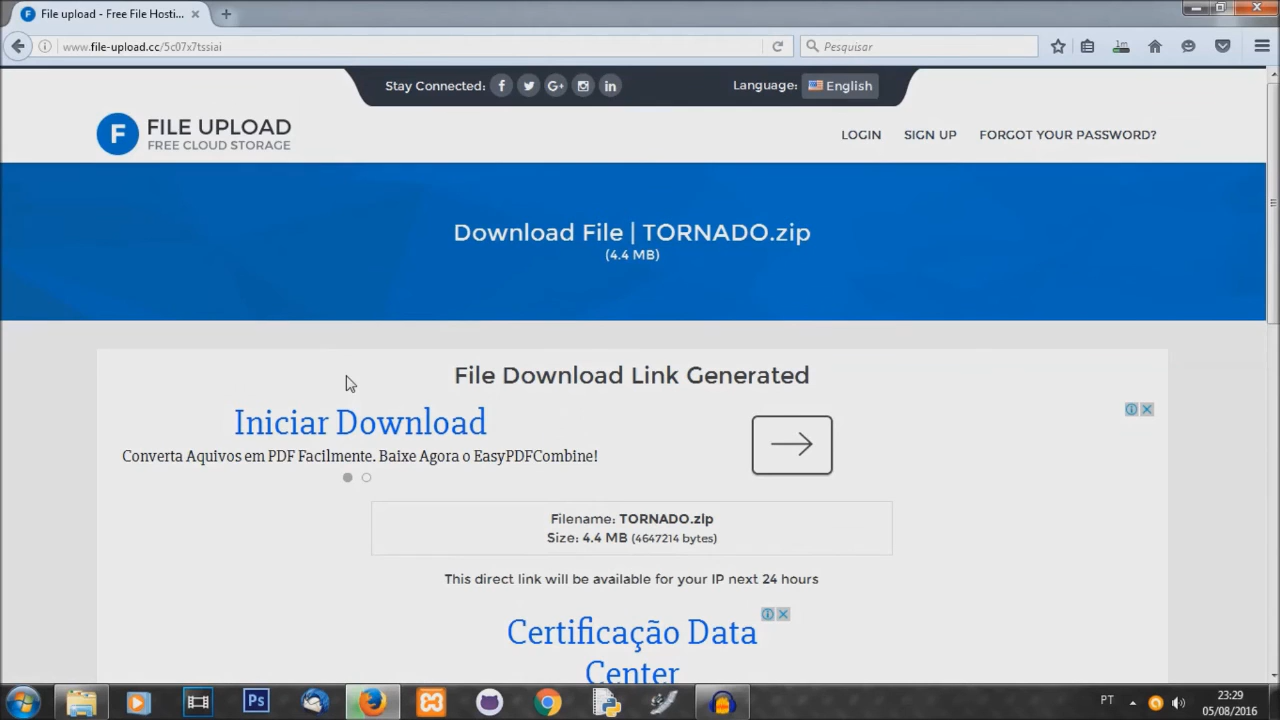 File upload - Free File Hosti...
www.file-upload.cc/5c07x7tssiai
Pesquisar
1m
Stay Connected:
Language:
English
F
FILE UPLOAD
FREE CLOUD STORAGE
LOGIN
SIGN UP
FORGOT YOUR PASSWORD?
Download File | TORNADO.zip
(4.4 MB)
File Download Link Generated
Iniciar Download
Converta Aquivos em PDF Facilmente. Baixe Agora o EasyPDFCombine!
Filename: TORNADO.zip
Size: 4.4 MB (4647214 bytes)
This direct link will be available for your IP next 24 hours
Certificação Data
Center
Ps
PT
23:29
05/08/2016